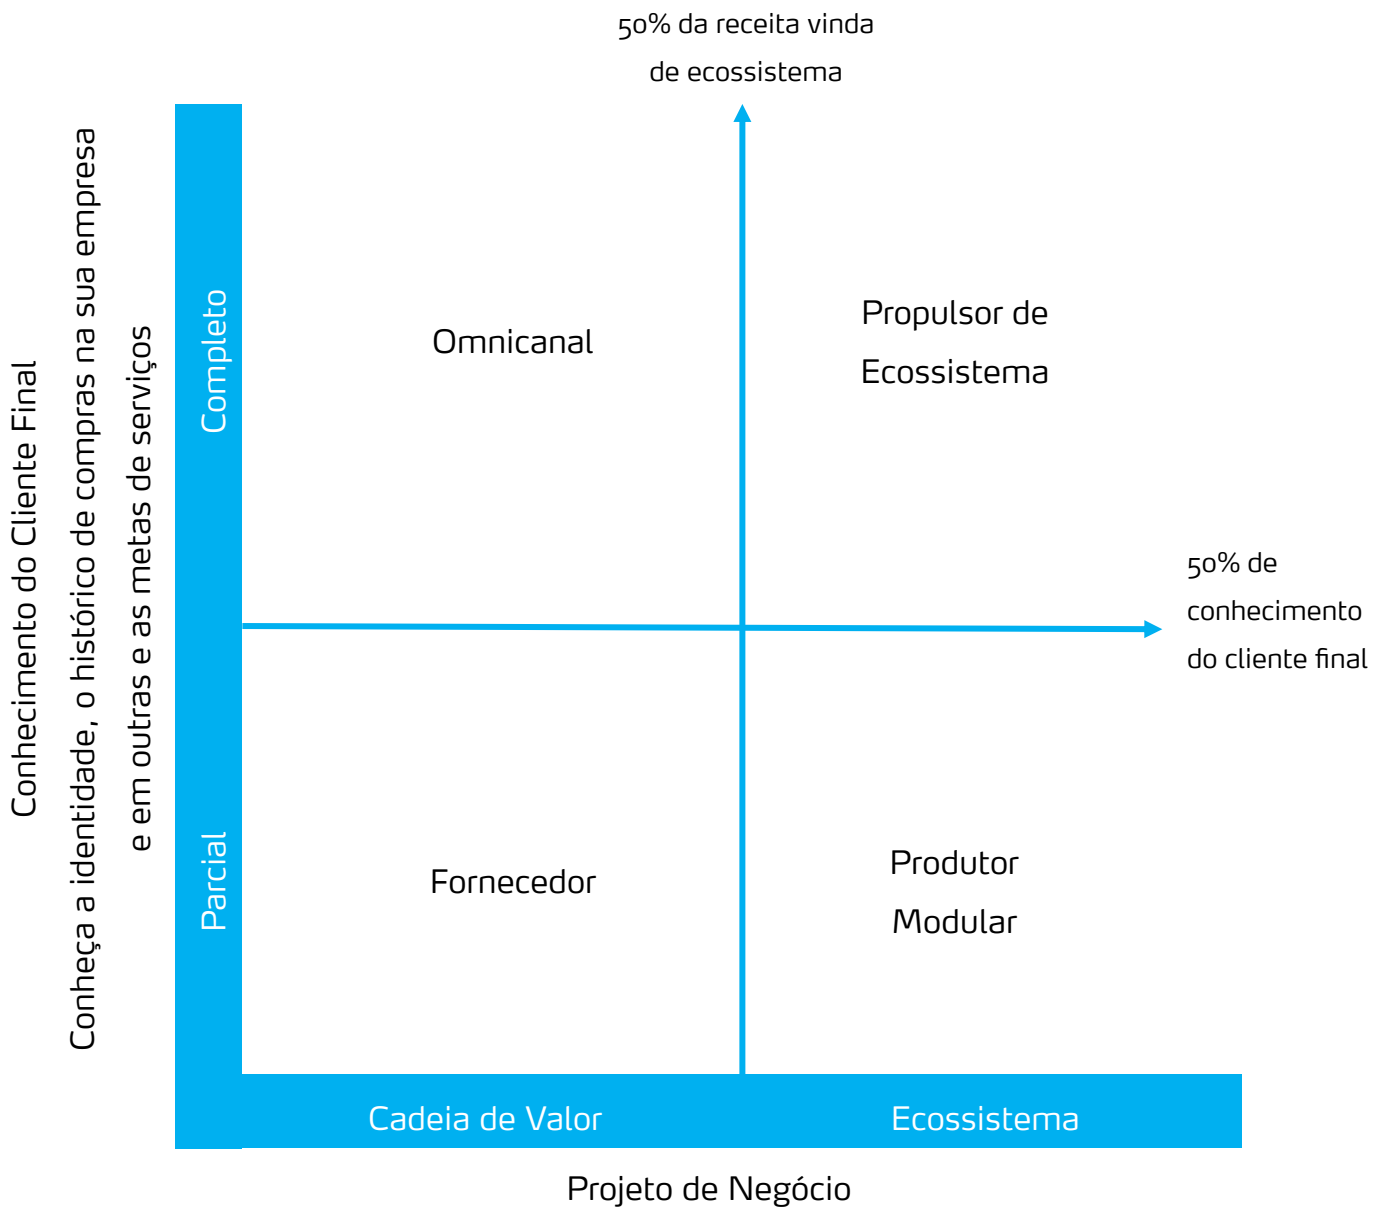 50% da receita vinda
de ecossistema
Conhecimento do Cliente Final
Conheça a identidade, o histórico de compras na sua empresa
e em outras e as metas de serviços
Completo
Omnicanal
Propulsor de
Ecossistema
50% de
conhecimento
do cliente final
Parcial
Fornecedor
Produtor
Modular
Cadeia de Valor
Ecossistema
Projeto de Negócio